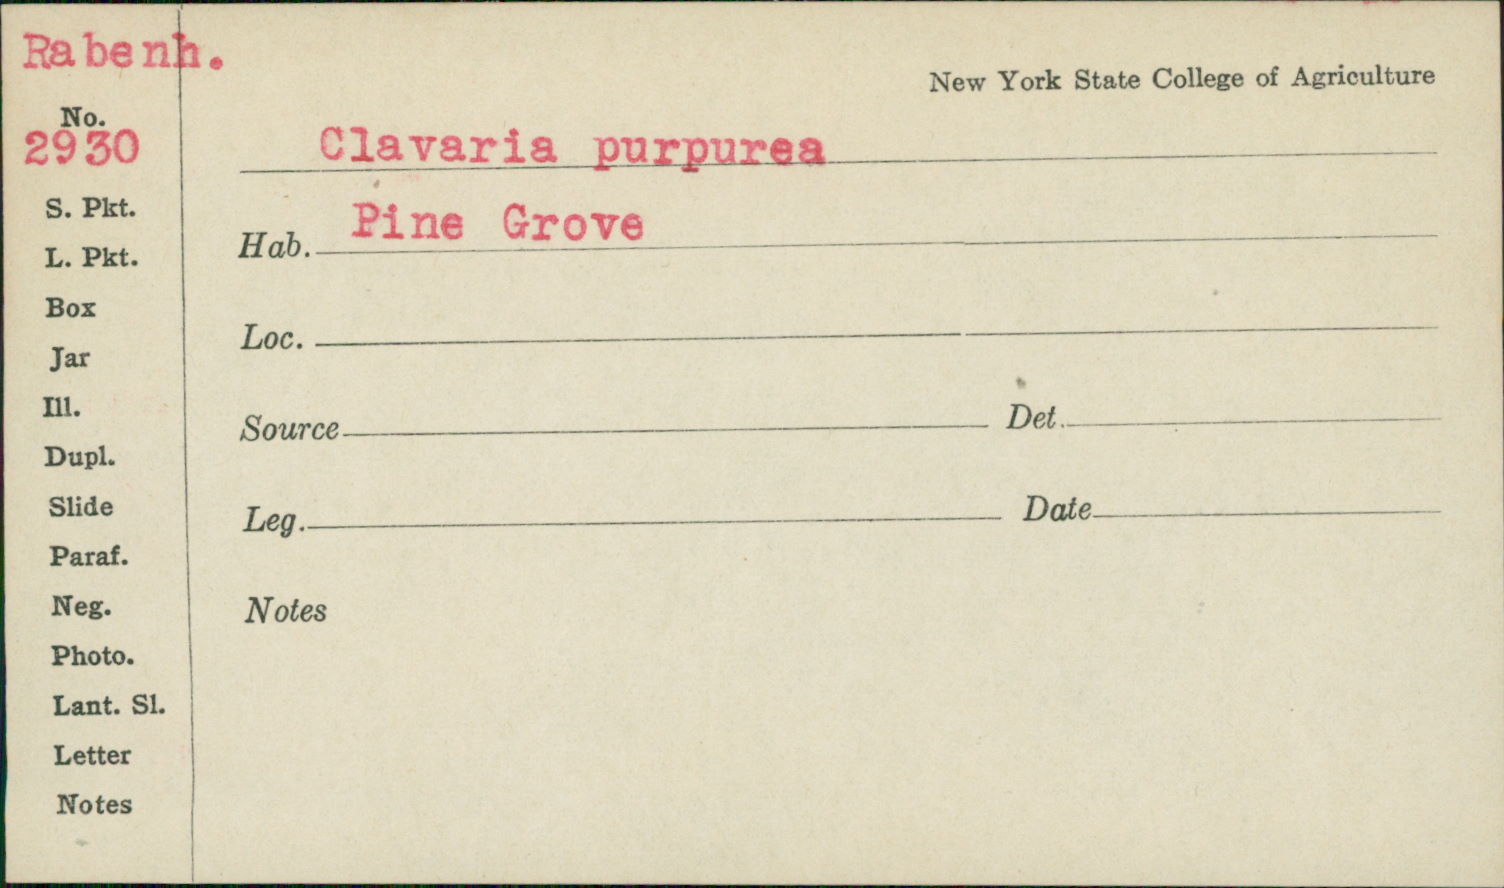 Rabenh.
New York State College of Agriculture
No.
2930
Clavaria purpurea
S. Pkt.
Hab. Pine Grove
L. Pkt.
Box
Loc.
Jar
Ill.
Source Det.
Dupl.
Slide
Leg. Date
Paraf.
Neg.
Notes
Photo.
Lant. Sl.
Letter
Notes